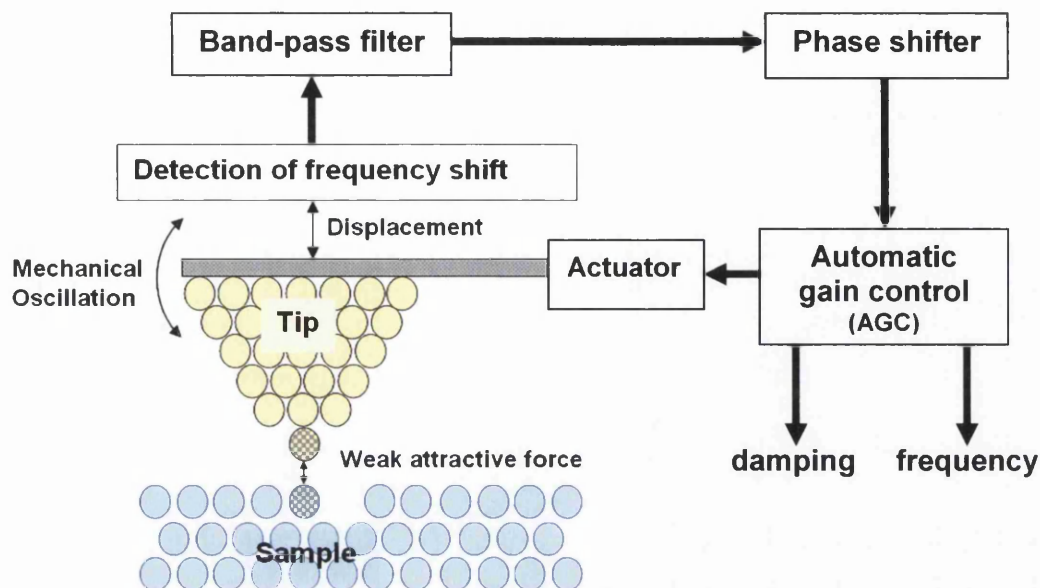 Band-pass filter
Phase shifter
Detection of frequency shift
Displacement
Mechanical
Oscillation
Actuator
Automatic
gain control
(AGC)
Tip
Weak attractive force
damping
frequency
Sample